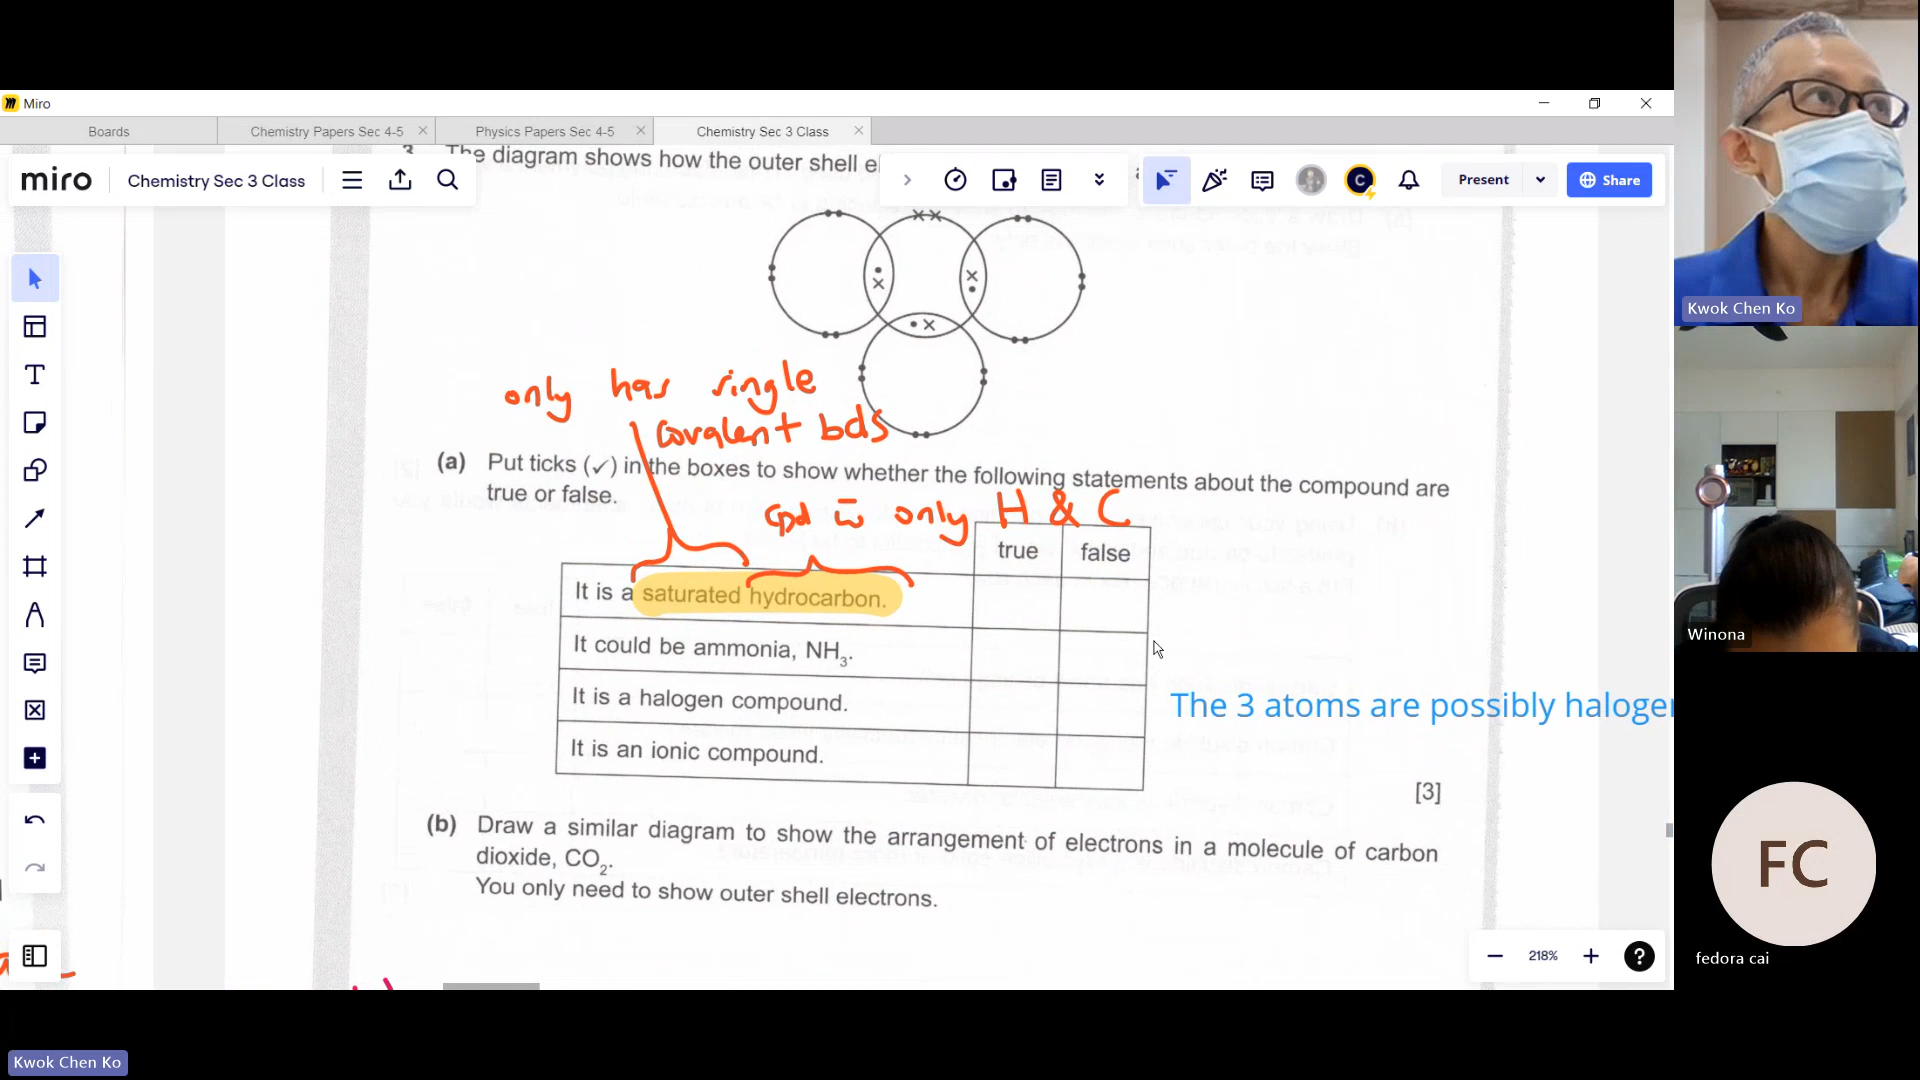 Miro
Boards
Chemistry Papers Sec 4-5
Physics Papers Sec 4-5
Chemistry Sec 3 Class
3 The diagram shows how the outer shell
miro
Chemistry Sec 3 Class
Present
Share
only has single
covalent bds
(a) Put ticks (✓) in the boxes to show whether the following statements about the compound are
true or false.
cpd w̄ only H & C
true false
It is a saturated hydrocarbon.
It could be ammonia, NH3.
It is a halogen compound.
It is an ionic compound.
The 3 atoms are possibly haloge
[3]
(b) Draw a similar diagram to show the arrangement of electrons in a molecule of carbon
dioxide, CO2.
You only need to show outer shell electrons.
218%
Kwok Chen Ko
Winona
FC
fedora cai
Kwok Chen Ko